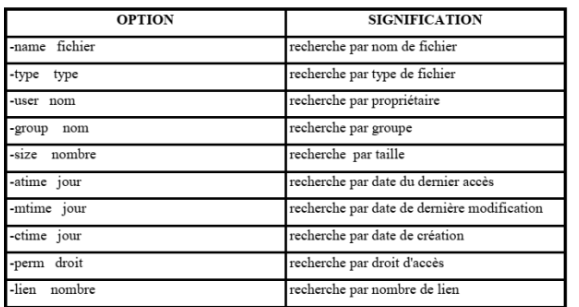 OPTION SIGNIFICATION
-name fichier recherche par nom de fichier
-type type recherche par type de fichier
-user nom recherche par propriétaire
-group nom recherche par groupe
-size nombre recherche par taille
-atime jour recherche par date du dernier accès
-mtime jour recherche par date de dernière modification
-ctime jour recherche par date de création
-perm droit recherche par droit d'accès
-lien nombre recherche par nombre de lien